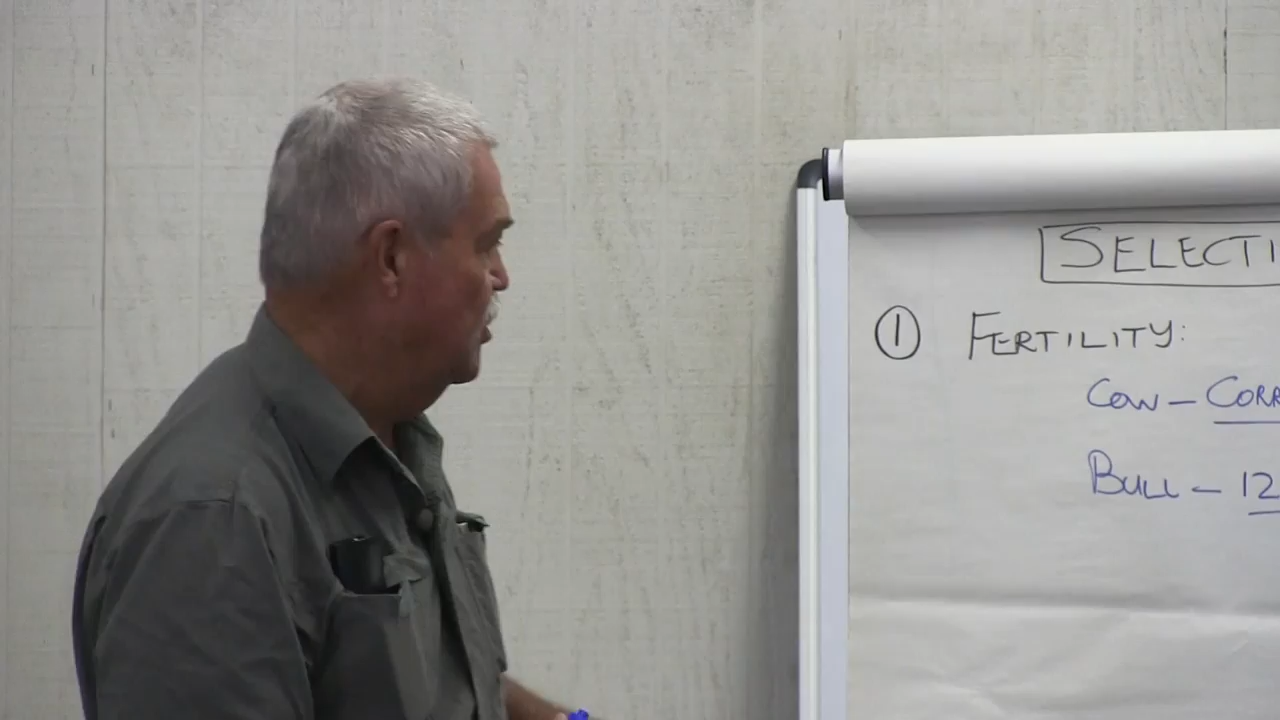 SELECTI
① FERTILITY:
COW – CORR
BULL – 12